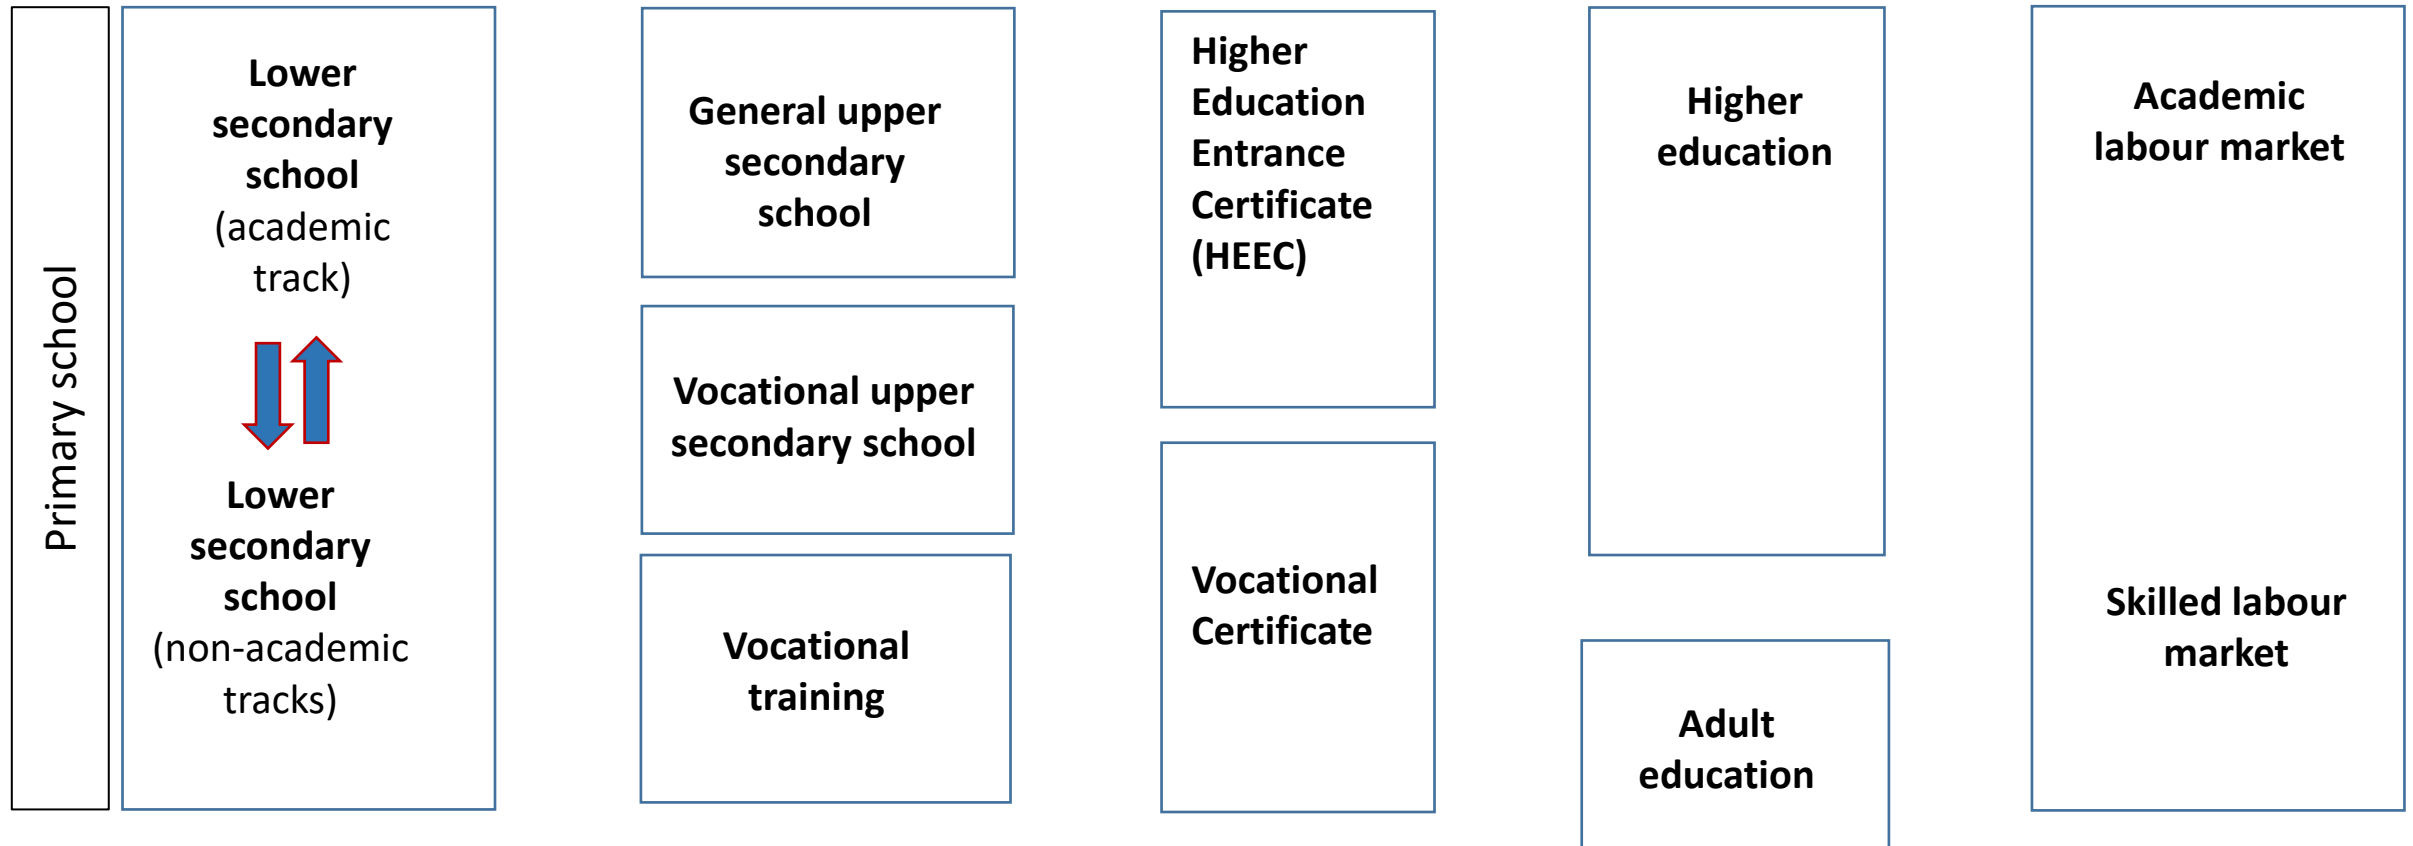 Primary school
Lower
secondary
school
(academic
track)
Lower
secondary
school
(non-academic
tracks)
General upper
secondary
school
Vocational upper
secondary school
Vocational
training
Higher
Education
Entrance
Certificate
(HEEC)
Vocational
Certificate
Higher
education
Adult
education
Academic
labour market
Skilled labour
market